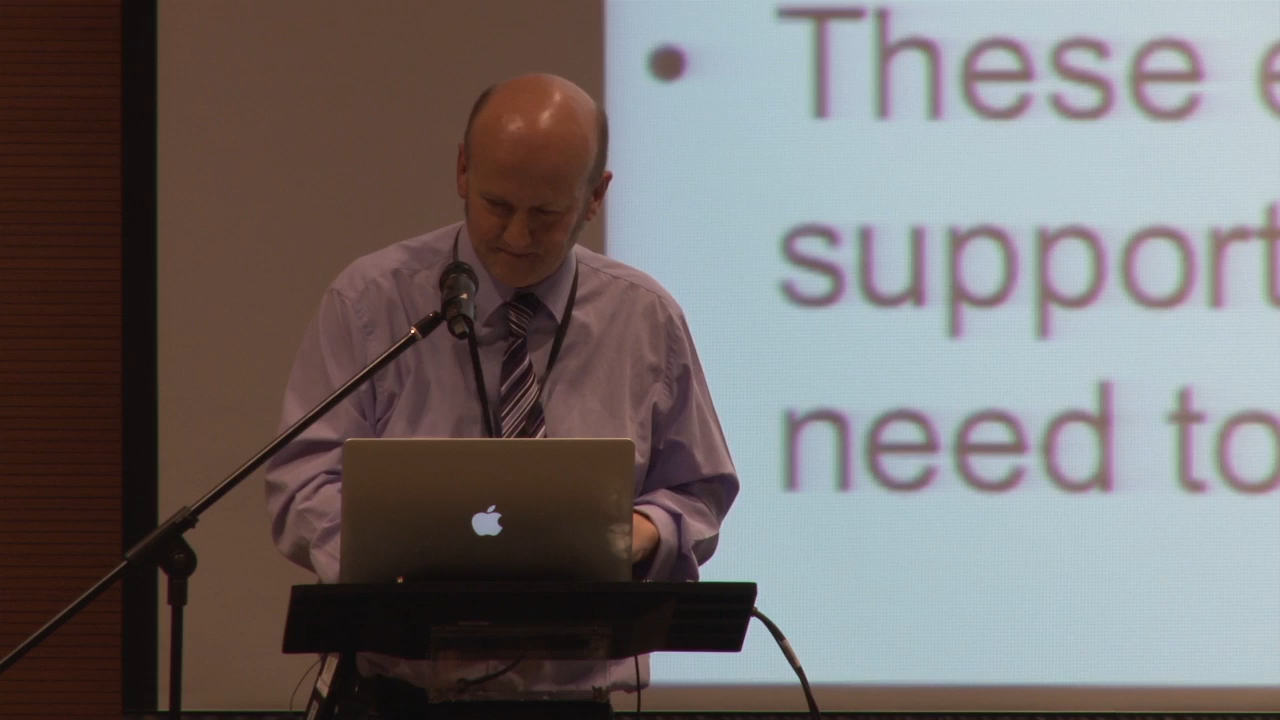 • These
support
need to